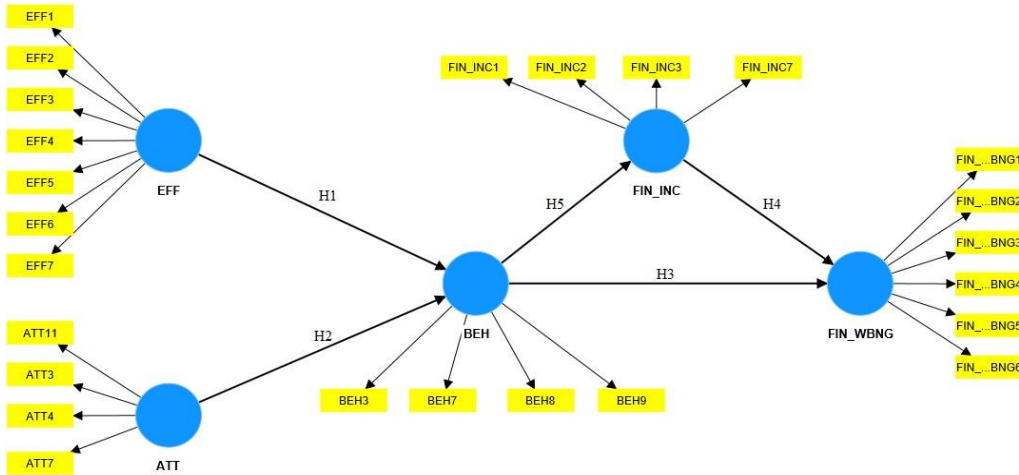 EFF1
EFF2
EFF3
EFF4
EFF5
EFF6
EFF7
EFF
H1
FIN_INC1
FIN_INC2
FIN_INC3
FIN_INC7
FIN_INC
H5
H4
FIN_...BNG1
FIN_...BNG2
FIN_...BNG3
FIN_...BNG4
FIN_...BNG5
FIN_...BNG6
H3
BEH
FIN_WBNG
H2
ATT11
ATT3
ATT4
ATT7
ATT
BEH3
BEH7
BEH8
BEH9